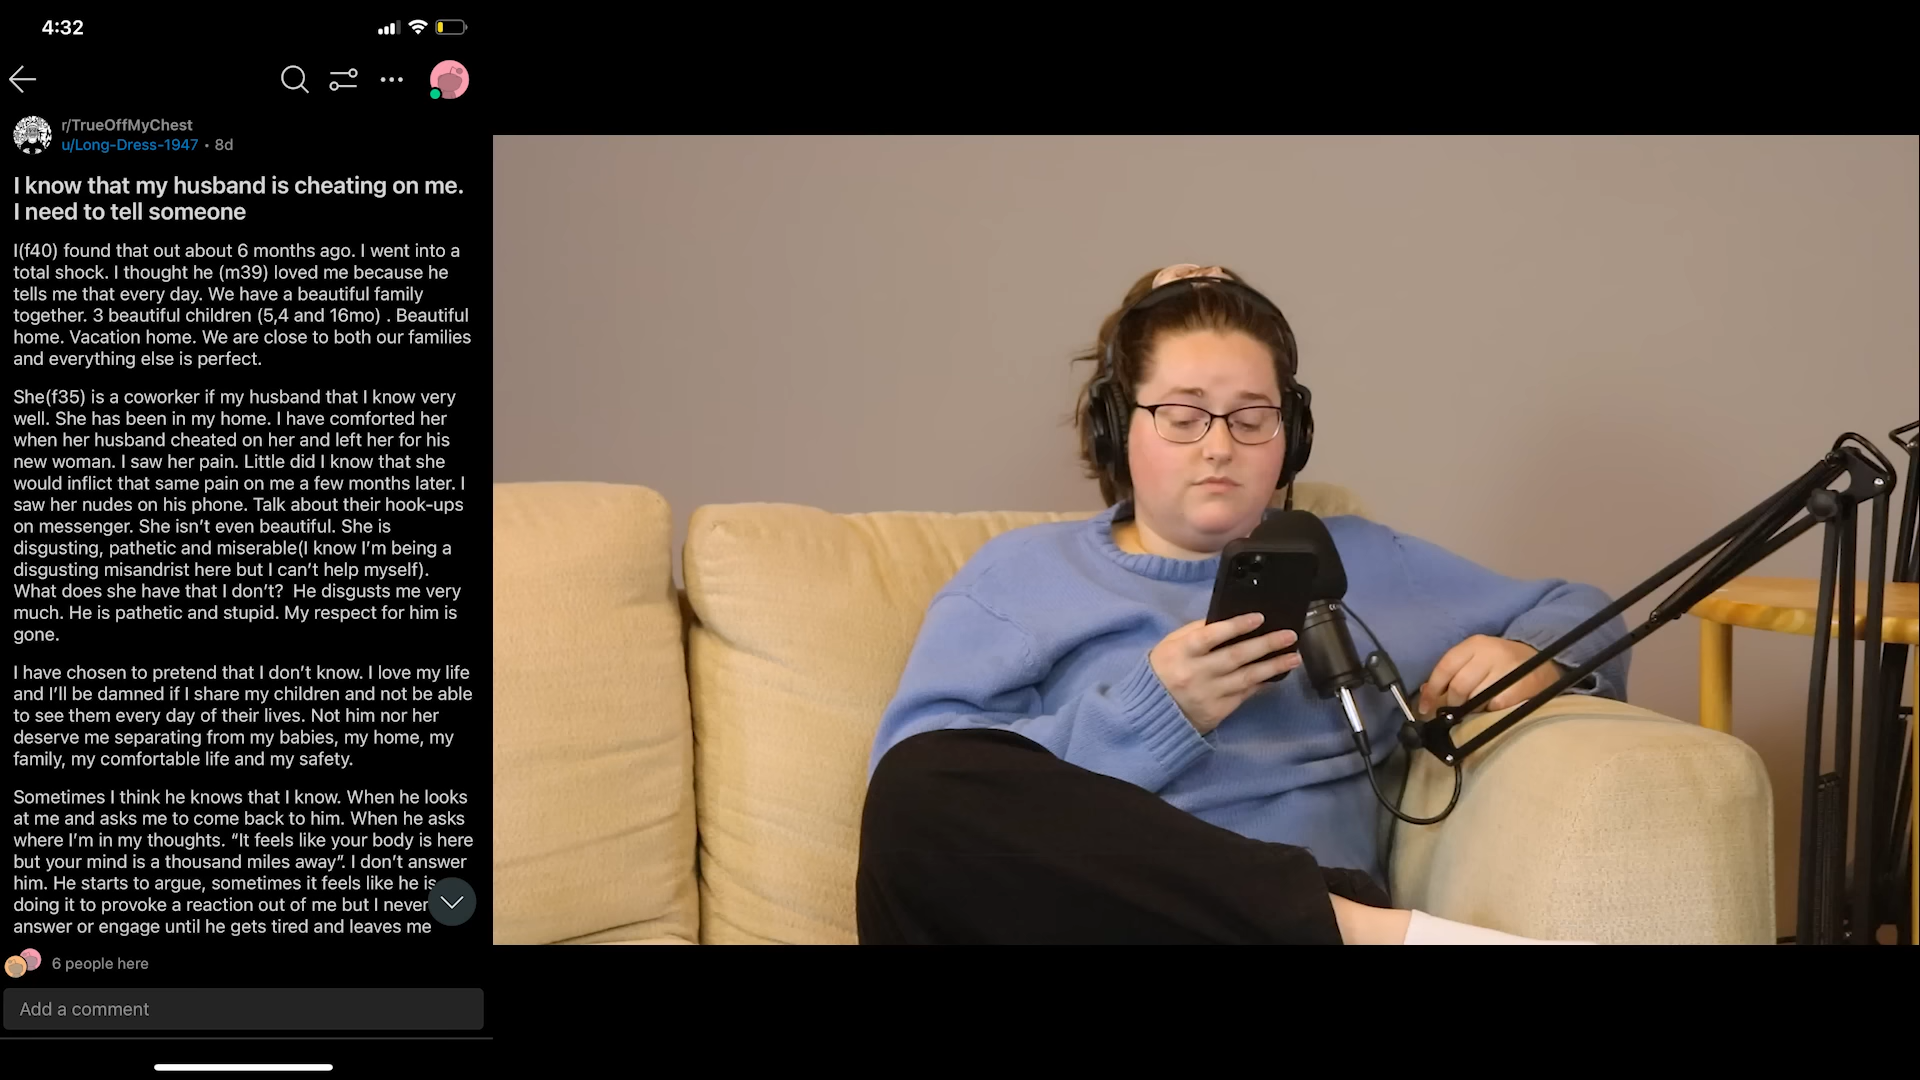 4:32
r/TrueOffMyChest
u/Long-Dress-1947 • 8d
I know that my husband is cheating on me.
I need to tell someone
I(f40) found that out about 6 months ago. I went into a
total shock. I thought he (m39) loved me because he
tells me that every day. We have a beautiful family
together. 3 beautiful children (5,4 and 16mo) . Beautiful
home. Vacation home. We are close to both our families
and everything else is perfect.
She(f35) is a coworker if my husband that I know very
well. She has been in my home. I have comforted her
when her husband cheated on her and left her for his
new woman. I saw her pain. Little did I know that she
would inflict that same pain on me a few months later. I
saw her nudes on his phone. Talk about their hook-ups
on messenger. She isn’t even beautiful. She is
disgusting, pathetic and miserable(I know I’m being a
disgusting misandrist here but I can’t help myself).
What does she have that I don’t?  He disgusts me very
much. He is pathetic and stupid. My respect for him is
gone.
I have chosen to pretend that I don’t know. I love my life
and I’ll be damned if I share my children and not be able
to see them every day of their lives. Not him nor her
deserve me separating from my babies, my home, my
family, my comfortable life and my safety.
Sometimes I think he knows that I know. When he looks
at me and asks me to come back to him. When he asks
where I’m in my thoughts. “It feels like your body is here
but your mind is a thousand miles away”. I don’t answer
him. He starts to argue, sometimes it feels like he is
doing it to provoke a reaction out of me but I never
answer or engage until he gets tired and leaves me
6 people here
Add a comment